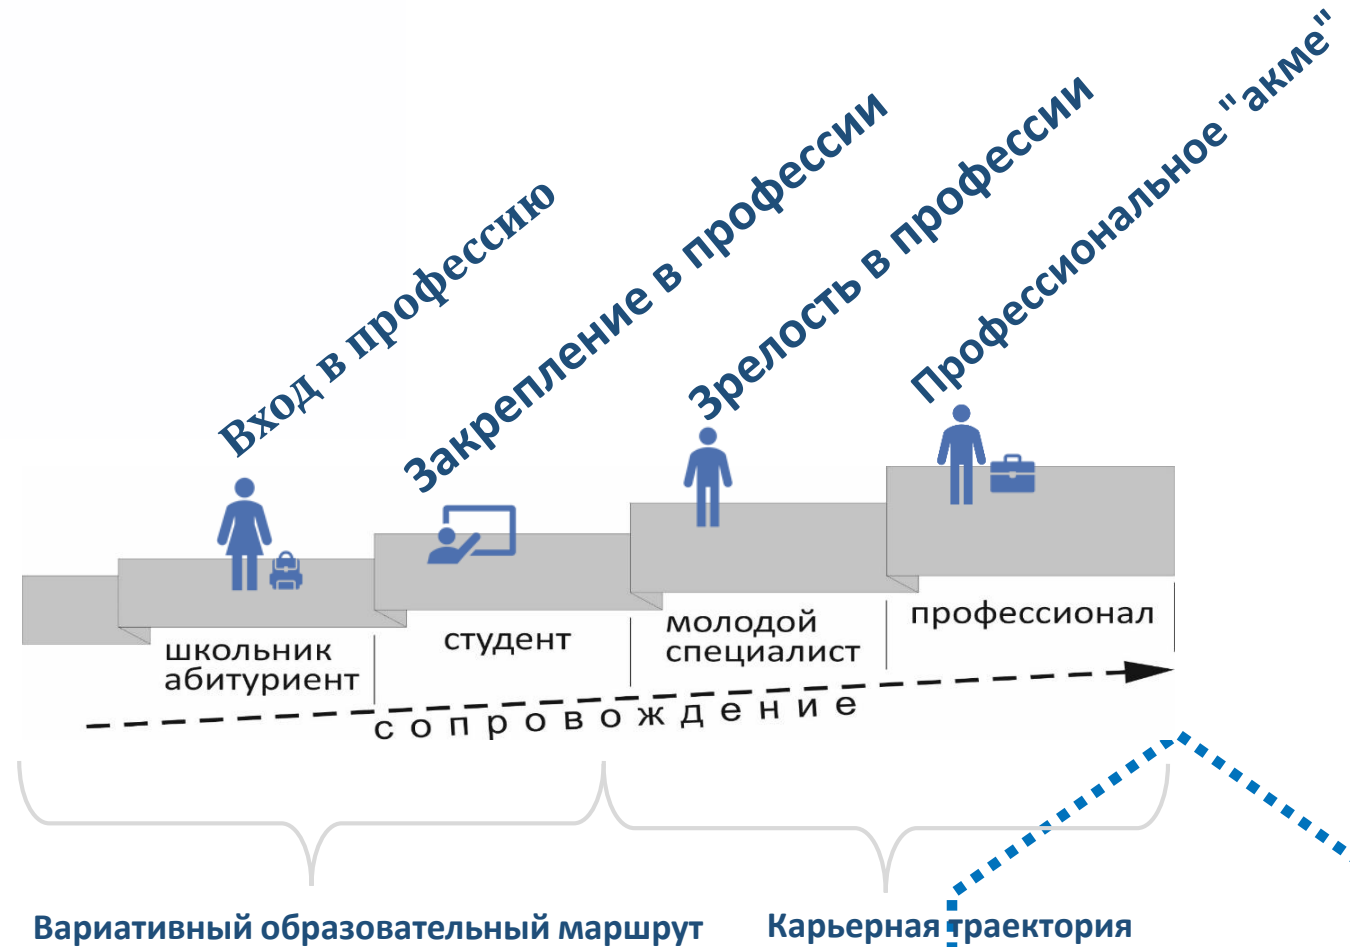 Вход в профессию
Закрепление в профессии
Зрелость в профессии
Профессиональное "акме"
школьник
абитуриент
студент
молодой
специалист
профессионал
сопровождение
Вариативный образовательный маршрут
Карьерная траектория